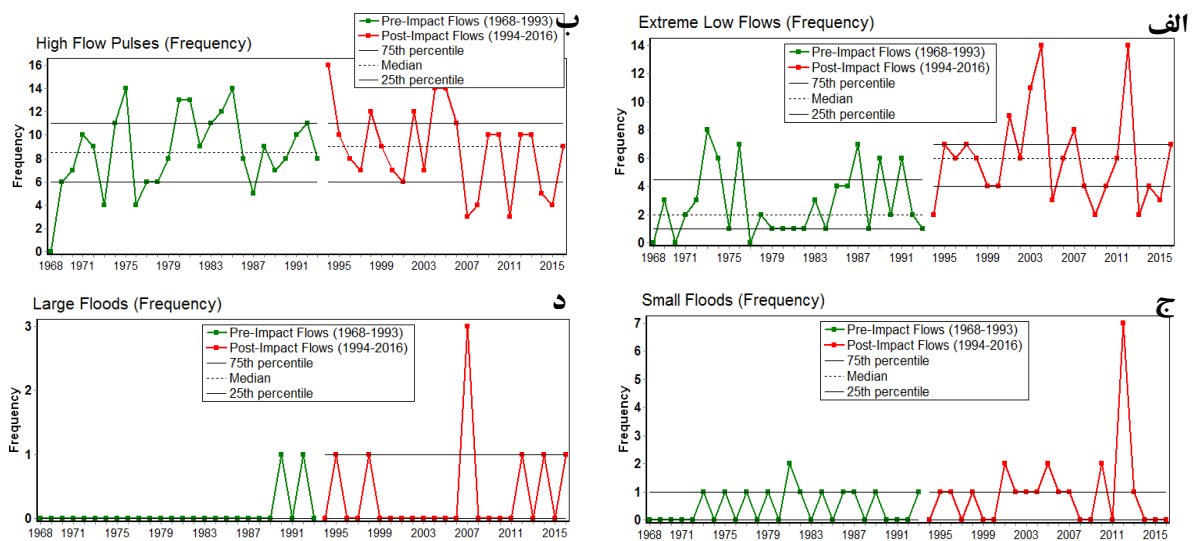 ب
High Flow Pulses (Frequency)
Pre-Impact Flows (1968-1993)
Post-Impact Flows (1994-2016)
75th percentile
Median
25th percentile
Frequency
16
14
12
10
8
6
4
2
0
1968 1971 1975 1979 1983 1987 1991 1995 1999 2003 2007 2011 2015
الف
Extreme Low Flows (Frequency)
Pre-Impact Flows (1968-1993)
Post-Impact Flows (1994-2016)
75th percentile
Median
25th percentile
Frequency
14
12
10
8
6
4
2
0
1968 1971 1975 1979 1983 1987 1991 1995 1999 2003 2007 2011 2015
د
Large Floods (Frequency)
Pre-Impact Flows (1968-1993)
Post-Impact Flows (1994-2016)
75th percentile
Median
25th percentile
Frequency
3
2
1
0
1968 1971 1975 1979 1983 1987 1991 1995 1999 2003 2007 2011 2015
ج
Small Floods (Frequency)
Pre-Impact Flows (1968-1993)
Post-Impact Flows (1994-2016)
75th percentile
Median
25th percentile
Frequency
7
6
5
4
3
2
1
0
1968 1971 1975 1979 1983 1987 1991 1995 1999 2003 2007 2011 2015